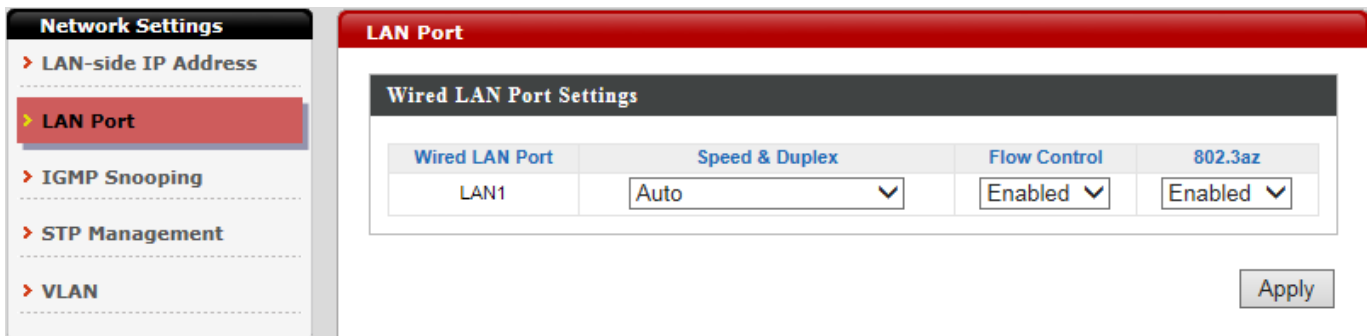 Network Settings
LAN-side IP Address
LAN Port
IGMP Snooping
STP Management
VLAN
LAN Port
Wired LAN Port Settings
Wired LAN Port Speed & Duplex Flow Control 802.3az
LAN1 Auto Enabled Enabled
Apply